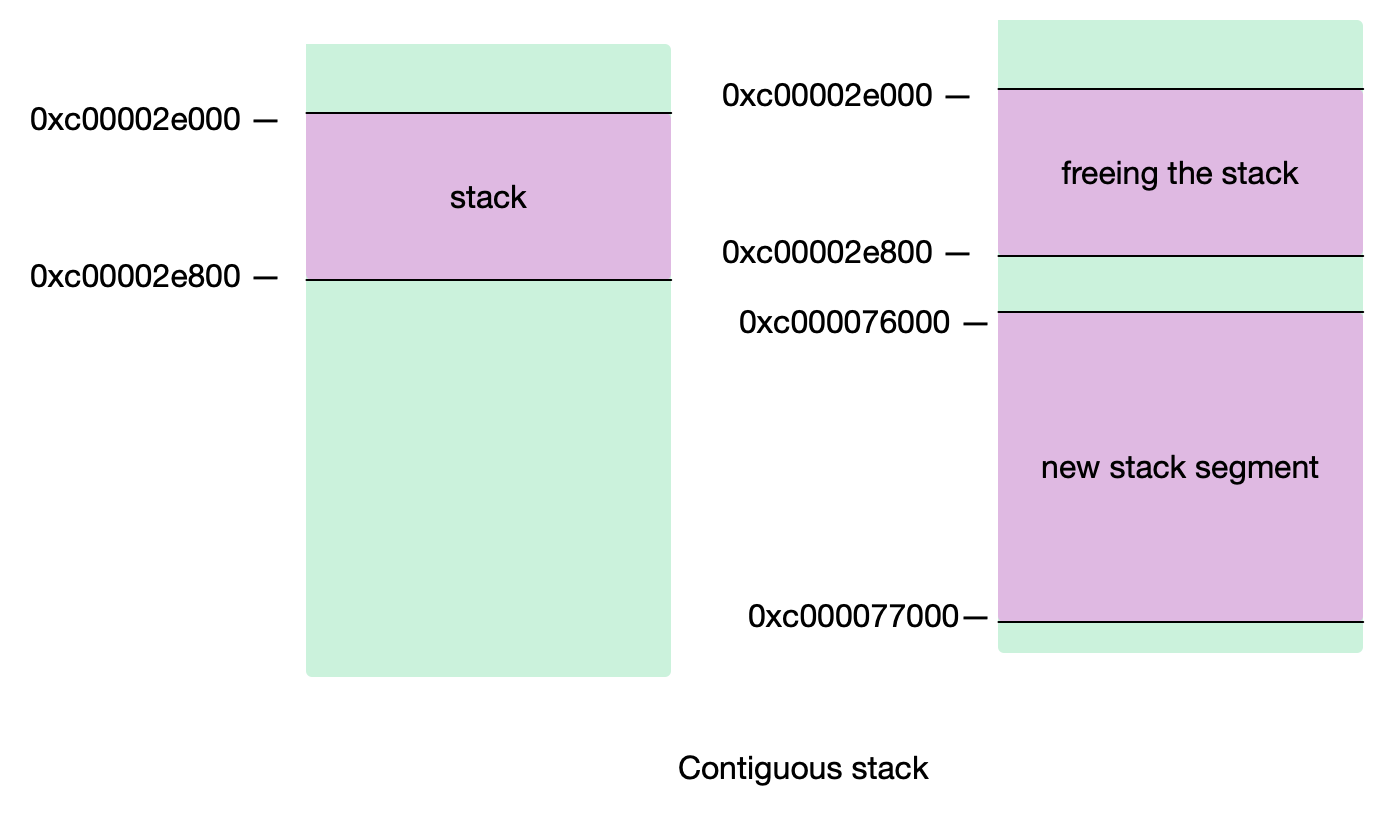 0xc00002e000 —
stack
0xc00002e800 —
0xc00002e000 —
freeing the stack
0xc00002e800 —
0xc000076000 —
new stack segment
0xc000077000—
Contiguous stack